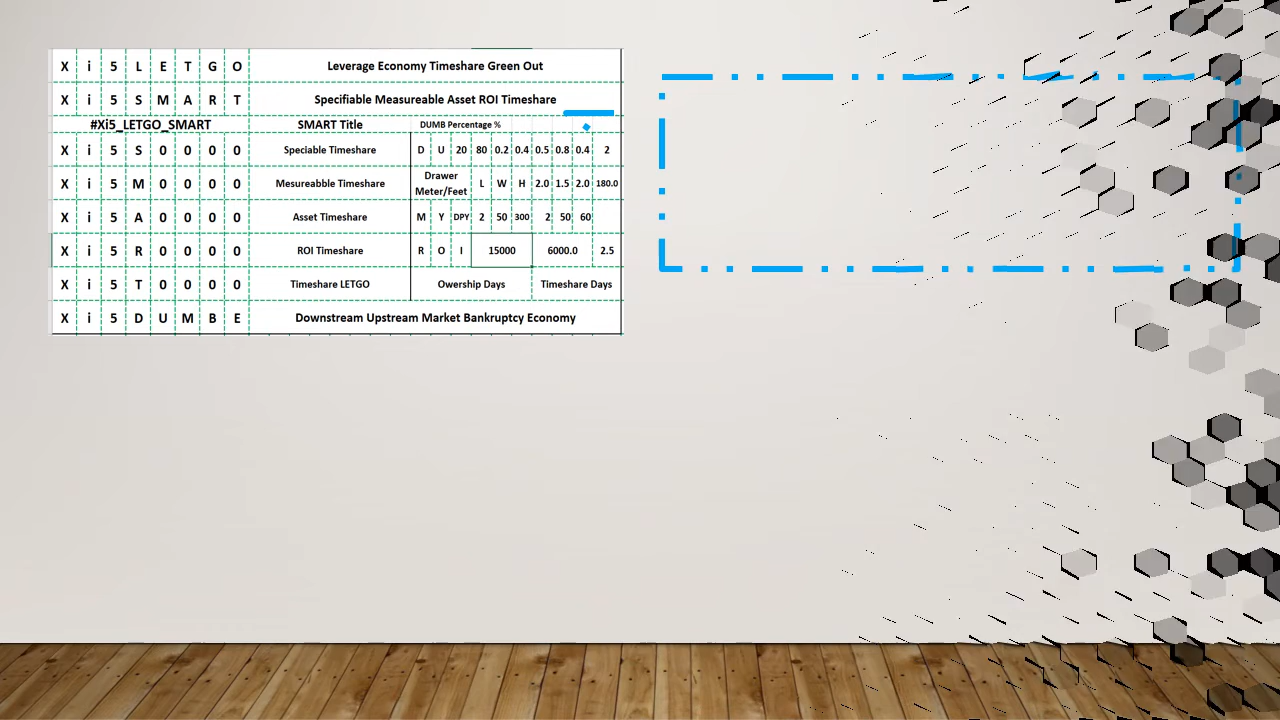 X i 5 L E T G O Leverage Economy Timeshare Green Out
X i 5 S M A R T Specifiable Measureable Asset ROI Timeshare
#Xi5_LETGO_SMART SMART Title DUMB Percentage %
X i 5 S 0 0 0 0 Speciable Timeshare D U 20 80 0.2 0.4 0.5 0.8 0.4 2
X i 5 M 0 0 0 0 Mesureabble Timeshare Drawer Meter/Feet L W H 2.0 1.5 2.0 180.0
X i 5 A 0 0 0 0 Asset Timeshare M Y DPY 2 50 300 2 50 60
X i 5 R 0 0 0 0 ROI Timeshare R O I 15000 6000.0 2.5
X i 5 T 0 0 0 0 Timeshare LETGO Owership Days Timeshare Days
X i 5 D U M B E Downstream Upstream Market Bankruptcy Economy